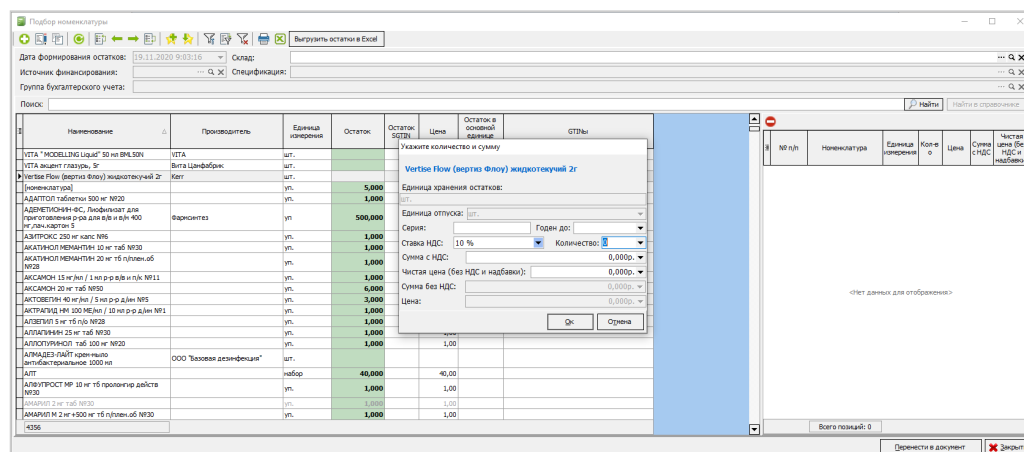 Подбор номенклатуры
Выгрузить остатки в Excel
Дата формирования остатков: 19.11.2020 9:03:16 Склад:
Источник финансирования: Спецификация:
Группа бухгалтерского учета:
Поиск: Найти Найти в справочнике
Наименование Производитель Единица измерения Остаток Остаток SGTIN Цена Остаток в основной единице GTINы
VITA "MODELLING Liquid" 50 мл BML50N VITA шт.
VITA акцент глазурь, 5г Вита Цанфабрик шт.
Vertise Flow (вертиз Флоу) жидкотекучий 2г Kerr шт.
[номенклатура] уп. 5,000
АДАПТОЛ таблетки 500 мг №20 уп. 1,000
АДЕМЕТИОНИН-ФС, Лиофилизат для
приготовления р-ра для в/в и в/м 400
мг,пач.картон 5 Фармсинтез уп 500,000
АЗИТРОКС 250 мг капс №6 уп. 1,000
АКАТИНОЛ МЕМАНТИН 10 мг таб №30 уп. 1,000
АКАТИНОЛ МЕМАНТИН 20 мг тб п/плен.об
№28 уп. 1,000
АКСАМОН 15 мг/мл / 1 мл р-р в/в и п/к №11 уп. 1,000
АКСАМОН 20 мг таб №50 уп. 6,000
АКТОВЕГИН 40 мг/мл / 5 мл р-р д/ин №5 уп. 3,000
АКТРАПИД НМ 100 МЕ/мл / 10 мл р-р д/ин №1 уп. 1,000
АЛЗЕПИЛ 5 мг тб п/о №28 уп. 1,000
АЛЛАПИНИН 25 мг таб №30 уп. 1,000 1,00
АЛЛОПУРИНОЛ таб 100 мг №20 уп. 1,000 1,00
АЛМАДЕЗ-ЛАЙТ крем-мыло
антибактериальное 1000 мл ООО "Базовая дезинфекция" шт.
АЛТ набор 40,000 40,00
АЛФУПРОСТ МР 10 мг тб пролонгир действ
№30 уп. 1,000 1,00
АМАРИЛ 2 мг таб №30 уп. 1,000 1,00
АМАРИЛ М 2 мг+500 мг тб п/плен.об №30 уп. 1,000 1,00
4356
Укажите количество и сумму
Vertise Flow (вертиз Флоу) жидкотекучий 2г
Единица хранения остатков:
шт.
Единица отпуска: шт.
Серия: Годен до:
Ставка НДС: 10 % Количество: 0
Сумма с НДС: 0,000р.
Чистая цена (без НДС и надбавки): 0,000р.
Сумма без НДС: 0,000р.
Цена: 0,000р.
Ок Отмена
№ п/п Номенклатура Единица измерения Кол-во Цена Сумма с НДС Чистая цена (без НДС и надбавки
<Нет данных для отображения>
Всего позиций: 0
Перенести в документ Закрыть